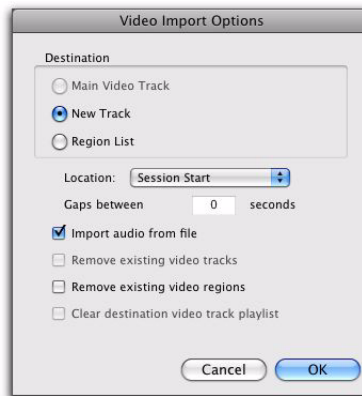 Video Import Options
Destination
Main Video Track
New Track
Region List
Location: Session Start
Gaps between 0 seconds
Import audio from file
Remove existing video tracks
Remove existing video regions
Clear destination video track playlist
Cancel OK